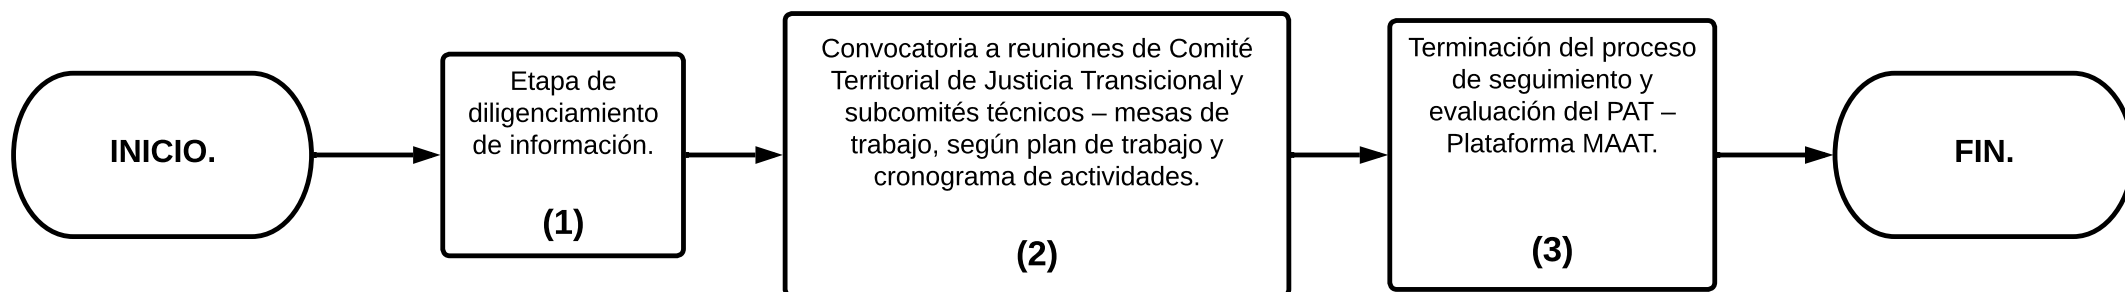 INICIO.
Etapa de
diligenciamiento
de información.
(1)
Convocatoria a reuniones de Comité
Territorial de Justicia Transicional y
subcomités técnicos – mesas de
trabajo, según plan de trabajo y
cronograma de actividades.
(2)
Terminación del proceso
de seguimiento y
evaluación del PAT –
Plataforma MAAT.
(3)
FIN.